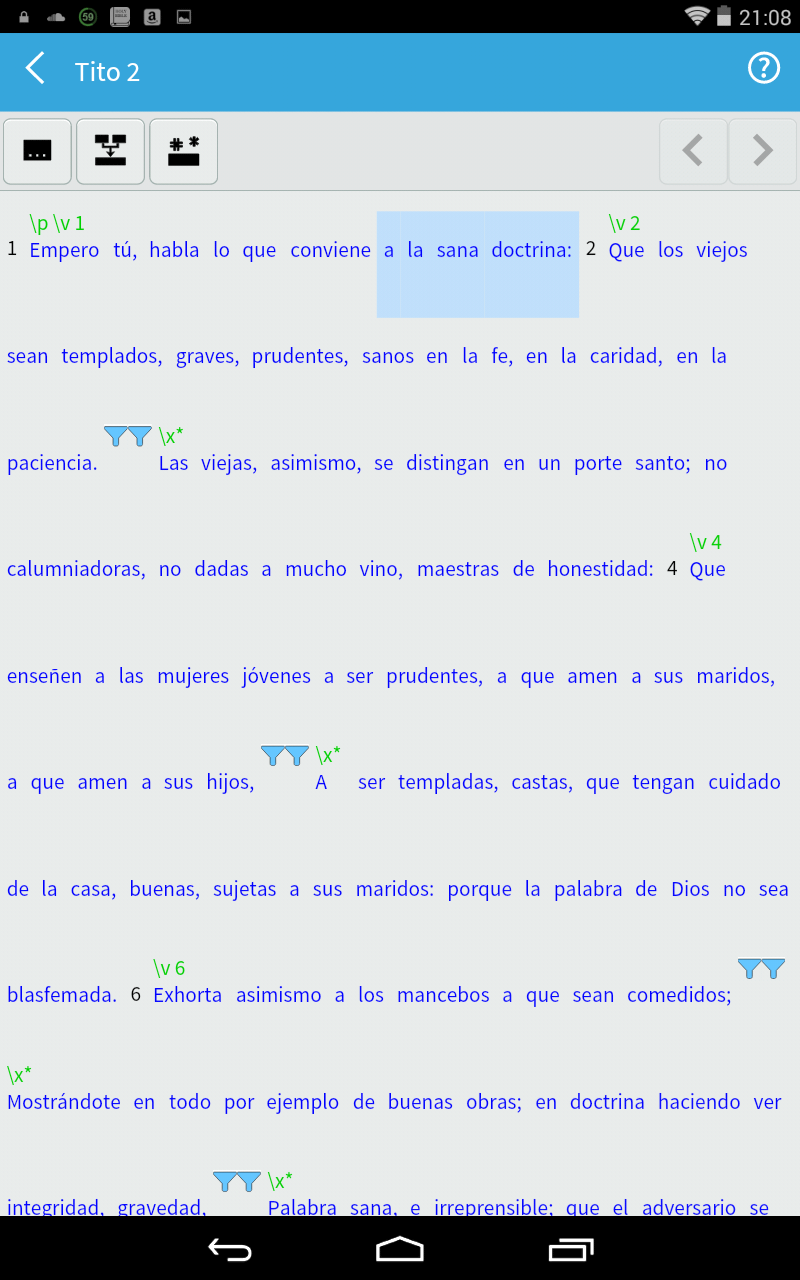 59 a 21:08
Tito 2 ?
... # *
\p \v 1 \v 2
1 Empero tú, habla lo que conviene a la sana doctrina: 2 Que los viejos
sean templados, graves, prudentes, sanos en la fe, en la caridad, en la
\x*
paciencia. Las viejas, asimismo, se distingan en un porte santo; no
\v 4
calumniadoras, no dadas a mucho vino, maestras de honestidad: 4 Que
enseñen a las mujeres jóvenes a ser prudentes, a que amen a sus maridos,
\x*
a que amen a sus hijos, A ser templadas, castas, que tengan cuidado
de la casa, buenas, sujetas a sus maridos: porque la palabra de Dios no sea
\v 6
blasfemada. 6 Exhorta asimismo a los mancebos a que sean comedidos;
\x*
Mostrándote en todo por ejemplo de buenas obras; en doctrina haciendo ver
\x*
integridad, gravedad, Palabra sana, e irreprensible; que el adversario se